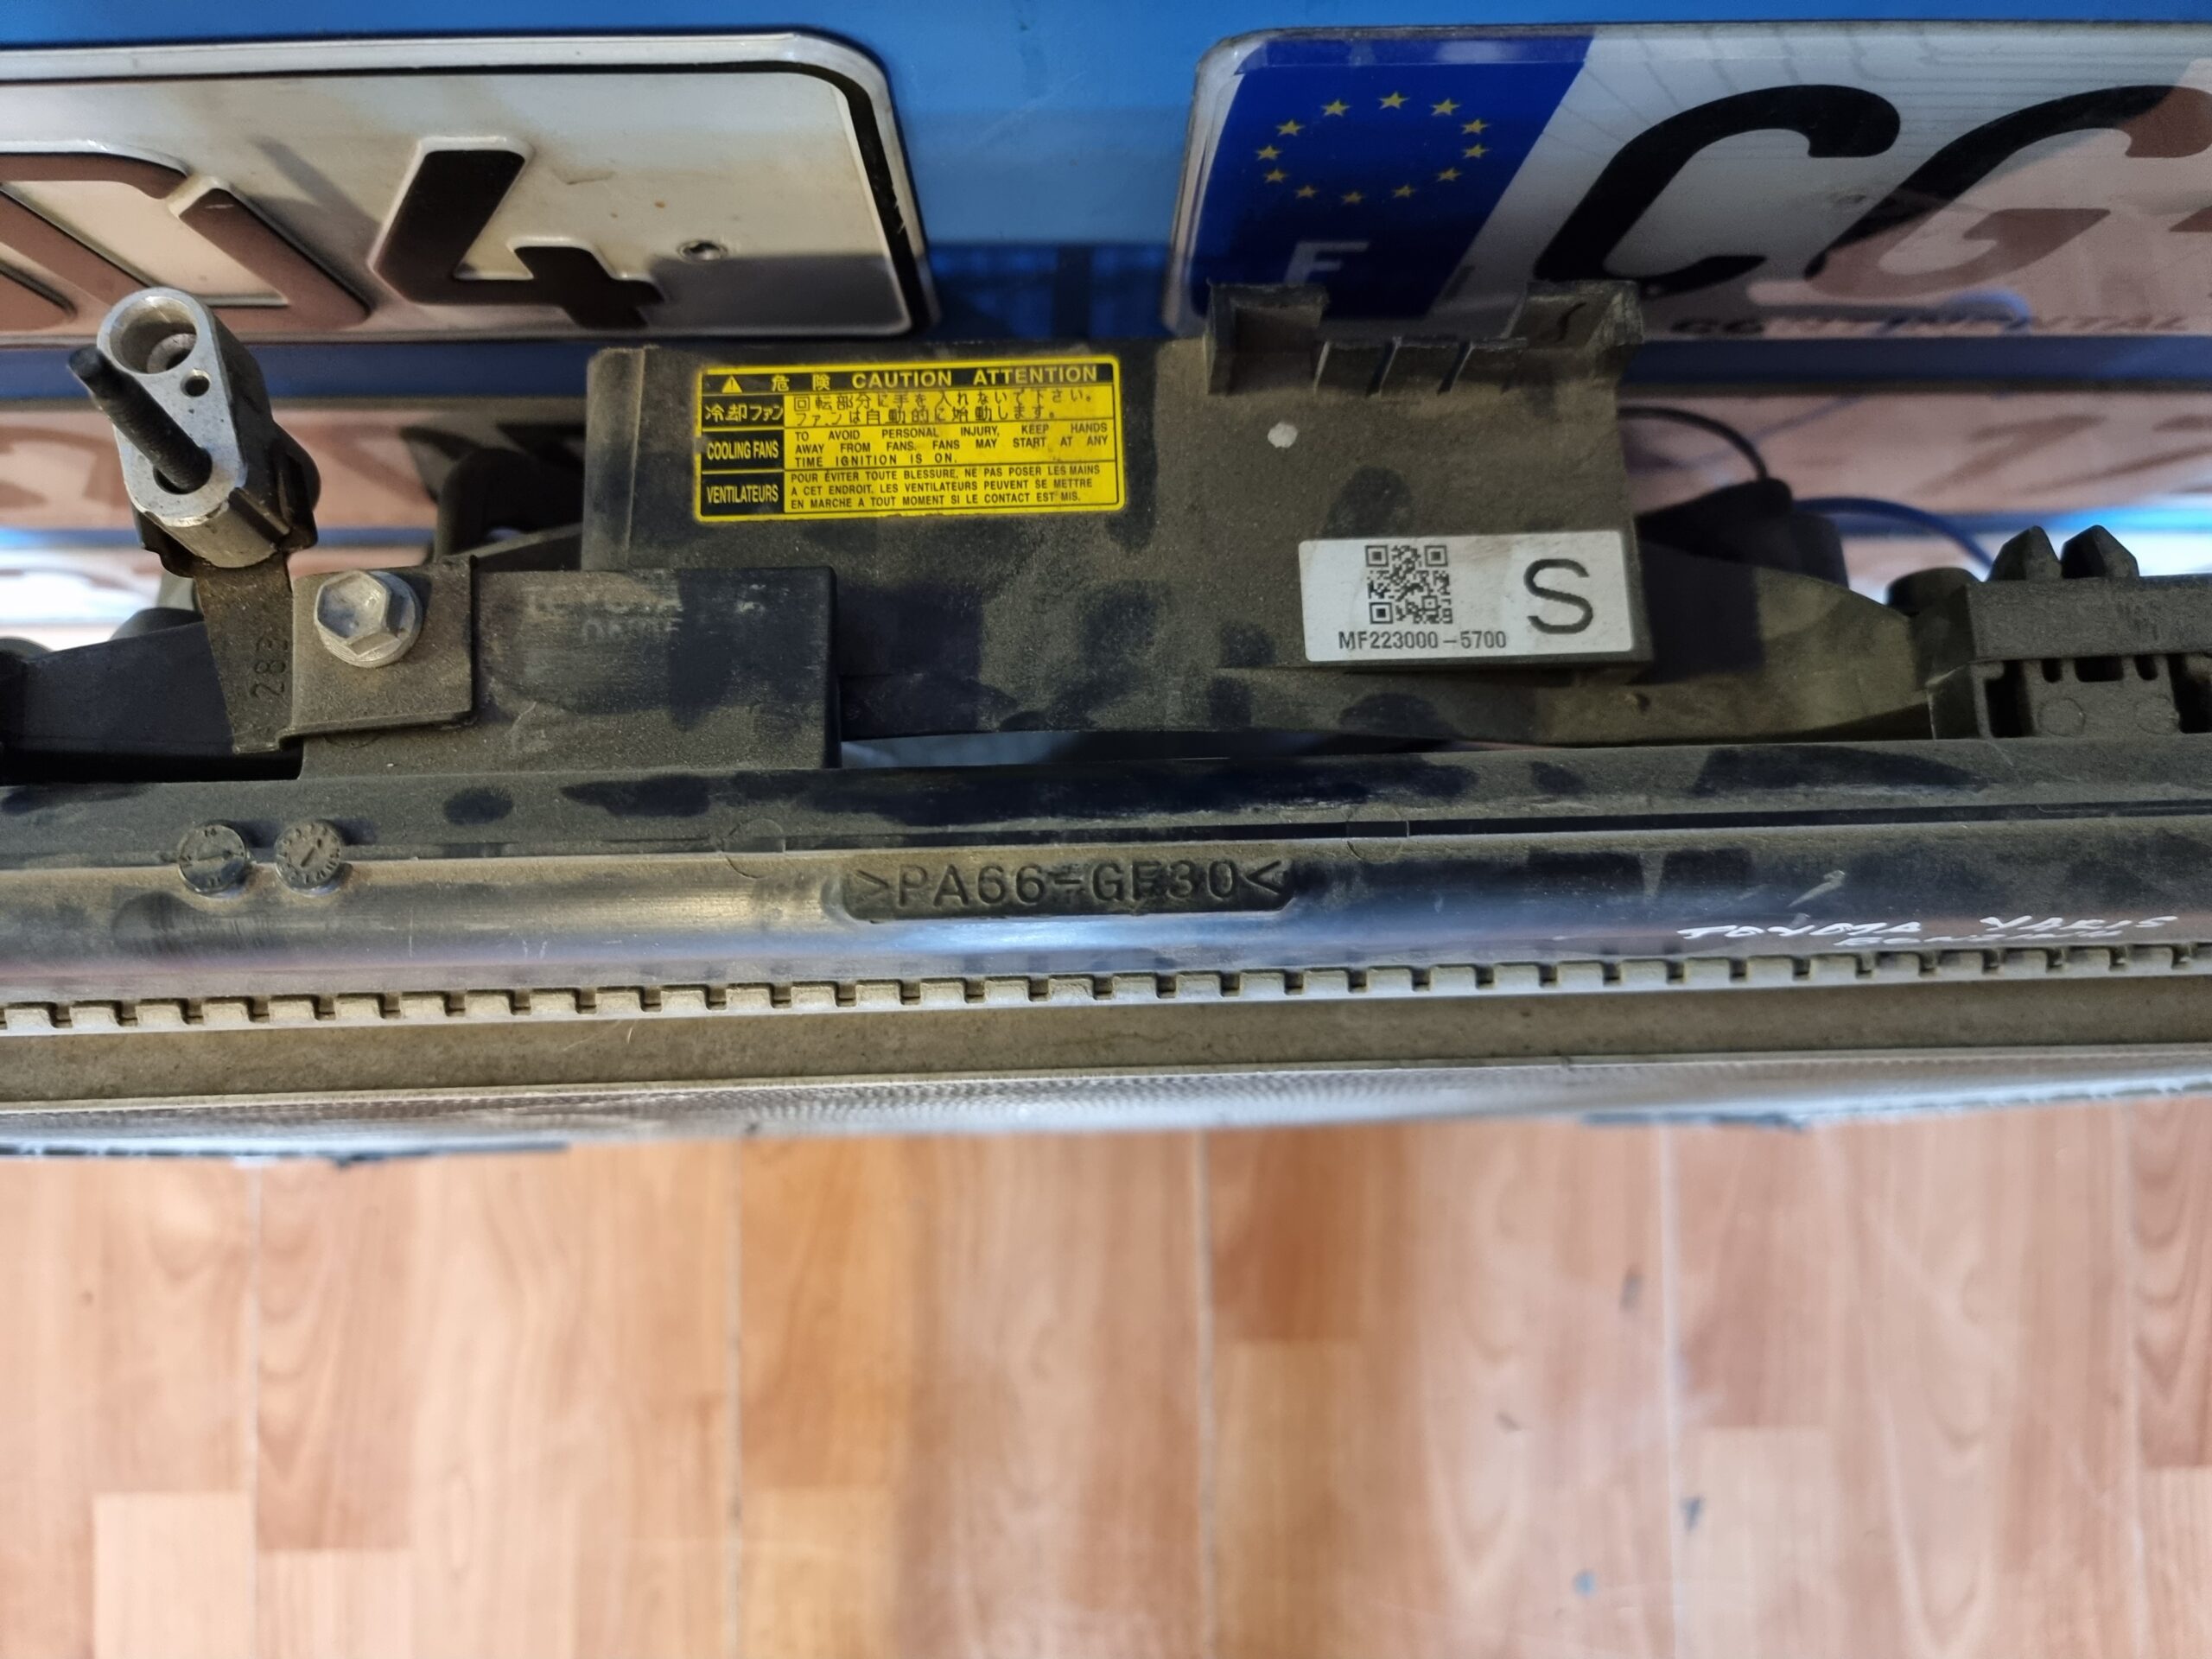 4
F
CG
危険 CAUTION ATTENTION
冷却ファン
回転部分に手を入れないで下さい。
ファンは自動的に始動します。
COOLING FANS
TO AVOID PERSONAL INJURY, KEEP HANDS
AWAY FROM FANS. FANS MAY START AT ANY
TIME IGNITION IS ON.
VENTILATEURS
POUR ÉVITER TOUTE BLESSURE, NE PAS POSER LES MAINS
A CET ENDROIT. LES VENTILATEURS PEUVENT SE METTRE
EN MARCHE A TOUT MOMENT SI LE CONTACT EST MIS.
S
MF223000-5700
282
>PA66-GF30<
TOYOTA YARIS